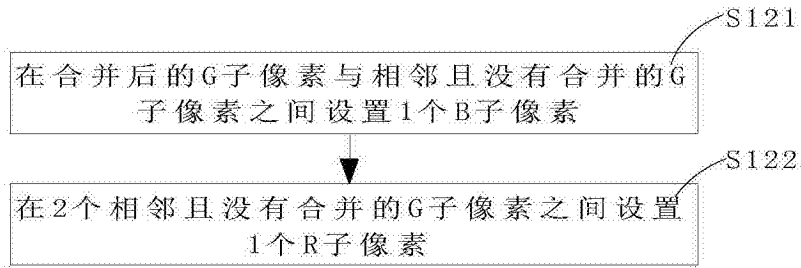 S121
在合并后的G子像素与相邻且没有合并的G
子像素之间设置1个B子像素
S122
在2个相邻且没有合并的G子像素之间设置
1个R子像素